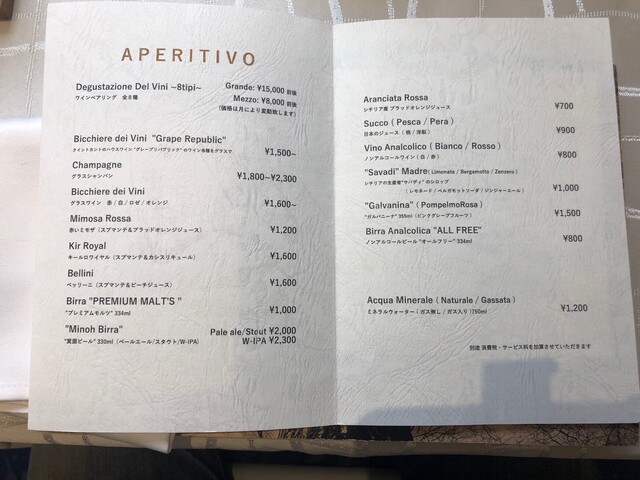 APERITIVO
Degustazione Del Vini ~8tipi~ Grande: ¥15,000 前後
ワインペアリング 全8種 Mezzo: ¥8,000 前後
(価格は月により変動致します)
Bicchiere dei Vini "Grape Republic"
クイントカントのハウスワイン "グレープリパブリック" のワイン各種をグラスで ¥1,500~
Champagne
グラスシャンパン ¥1,800~¥2,300
Bicchiere dei Vini
グラスワイン 赤 / 白 / ロゼ / オレンジ ¥1,600~
Mimosa Rossa
赤いミモザ (スプマンテ & ブラッドオレンジジュース) ¥1,200
Kir Royal
キールロワイヤル (スプマンテ & カシスリキュール) ¥1,600
Bellini
ベッリーニ (スプマンテ & ピーチジュース) ¥1,600
Birra "PREMIUM MALT'S "
"プレミアムモルツ" 334ml ¥1,000
"Minoh Birra" Pale ale/Stout ¥2,000
"箕面ビール" 330ml (ペールエール / スタウト / W-IPA) W-IPA ¥2,300
Aranciata Rossa
シチリア産 ブラッドオレンジジュース ¥700
Succo ( Pesca / Pera )
日本のジュース ( 桃 / 洋梨 ) ¥900
Vino Analcolico ( Bianco / Rosso )
ノンアルコールワイン ( 白 / 赤 ) ¥800
"Savadi" Madre ( Limonata / Bergamotto / Zenzero )
シチリアの生産者"サバディ" のシロップ
( レモネード / ベルガモットソーダ / ジンジャーエール ) ¥1,000
"Galvanina" ( PompelmoRosa )
"ガルバニーナ" 355ml ( ピンクグレープフルーツ ) ¥1,500
Birra Analcolica "ALL FREE"
ノンアルコールビール "オールフリー" 334ml ¥800
Acqua Minerale ( Naturale / Gassata )
ミネラルウォーター ( ガス無し / ガス入り )750ml ¥1,200
別途 消費税・サービス料を加算させていただきます